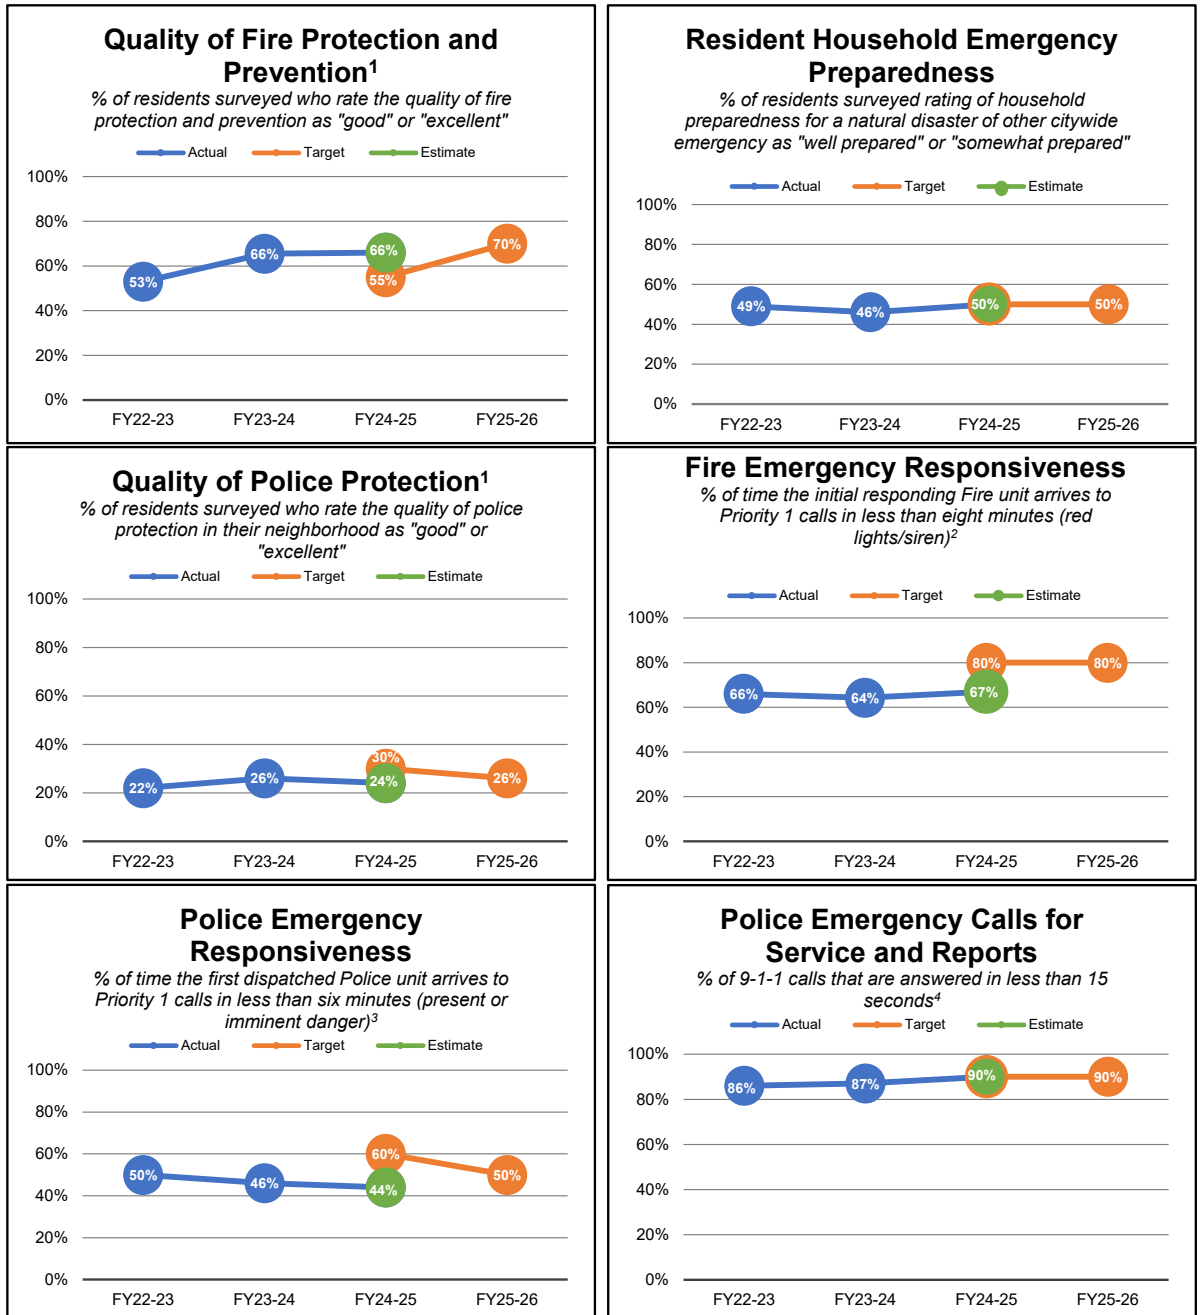 Quality of Fire Protection and
Prevention¹
% of residents surveyed who rate the quality of fire
protection and prevention as "good" or "excellent"
Actual Target Estimate
100%
80%
60%
40%
20%
0%
53%
66%
66%
55%
70%
FY22-23 FY23-24 FY24-25 FY25-26
Resident Household Emergency
Preparedness
% of residents surveyed rating of household
preparedness for a natural disaster of other citywide
emergency as "well prepared" or "somewhat prepared"
Actual Target Estimate
100%
80%
60%
40%
20%
0%
49%
46%
50%
50%
FY22-23 FY23-24 FY24-25 FY25-26
Quality of Police Protection¹
% of residents surveyed who rate the quality of police
protection in their neighborhood as "good" or
"excellent"
Actual Target Estimate
100%
80%
60%
40%
20%
0%
22%
26%
30%
24%
26%
FY22-23 FY23-24 FY24-25 FY25-26
Fire Emergency Responsiveness
% of time the initial responding Fire unit arrives to
Priority 1 calls in less than eight minutes (red
lights/siren)²
Actual Target Estimate
100%
80%
60%
40%
20%
0%
66%
64%
80%
67%
80%
FY22-23 FY23-24 FY24-25 FY25-26
Police Emergency
Responsiveness
% of time the first dispatched Police unit arrives to
Priority 1 calls in less than six minutes (present or
imminent danger)³
Actual Target Estimate
100%
80%
60%
40%
20%
0%
50%
46%
60%
44%
50%
FY22-23 FY23-24 FY24-25 FY25-26
Police Emergency Calls for
Service and Reports
% of 9-1-1 calls that are answered in less than 15
seconds⁴
Actual Target Estimate
100%
80%
60%
40%
20%
0%
86%
87%
90%
90%
FY22-23 FY23-24 FY24-25 FY25-26